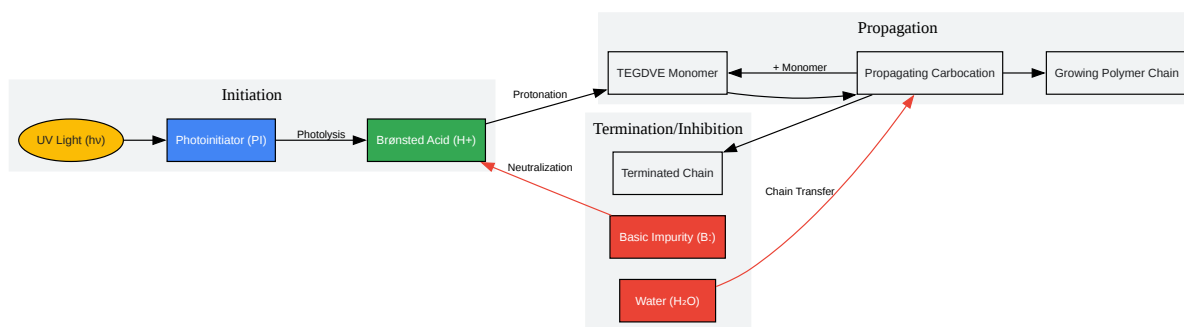 Propagation
TEGDVE Monomer
+ Monomer
Propagating Carbocation
Growing Polymer Chain
Initiation
UV Light (hν)
Photoinitiator (PI)
Photolysis
Brønsted Acid (H+)
Protonation
Termination/Inhibition
Neutralization
Terminated Chain
Chain Transfer
Basic Impurity (B:)
Water (H₂O)